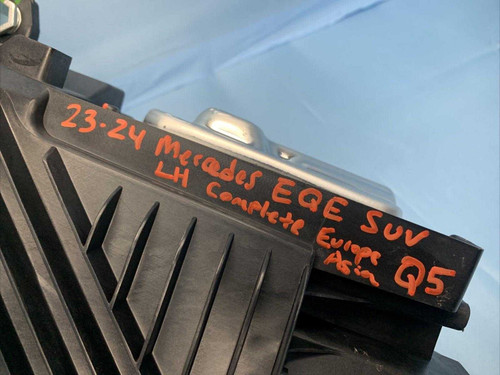 23-24 Mercedes EQE SUV
LH Complete Europe
Asia Q5